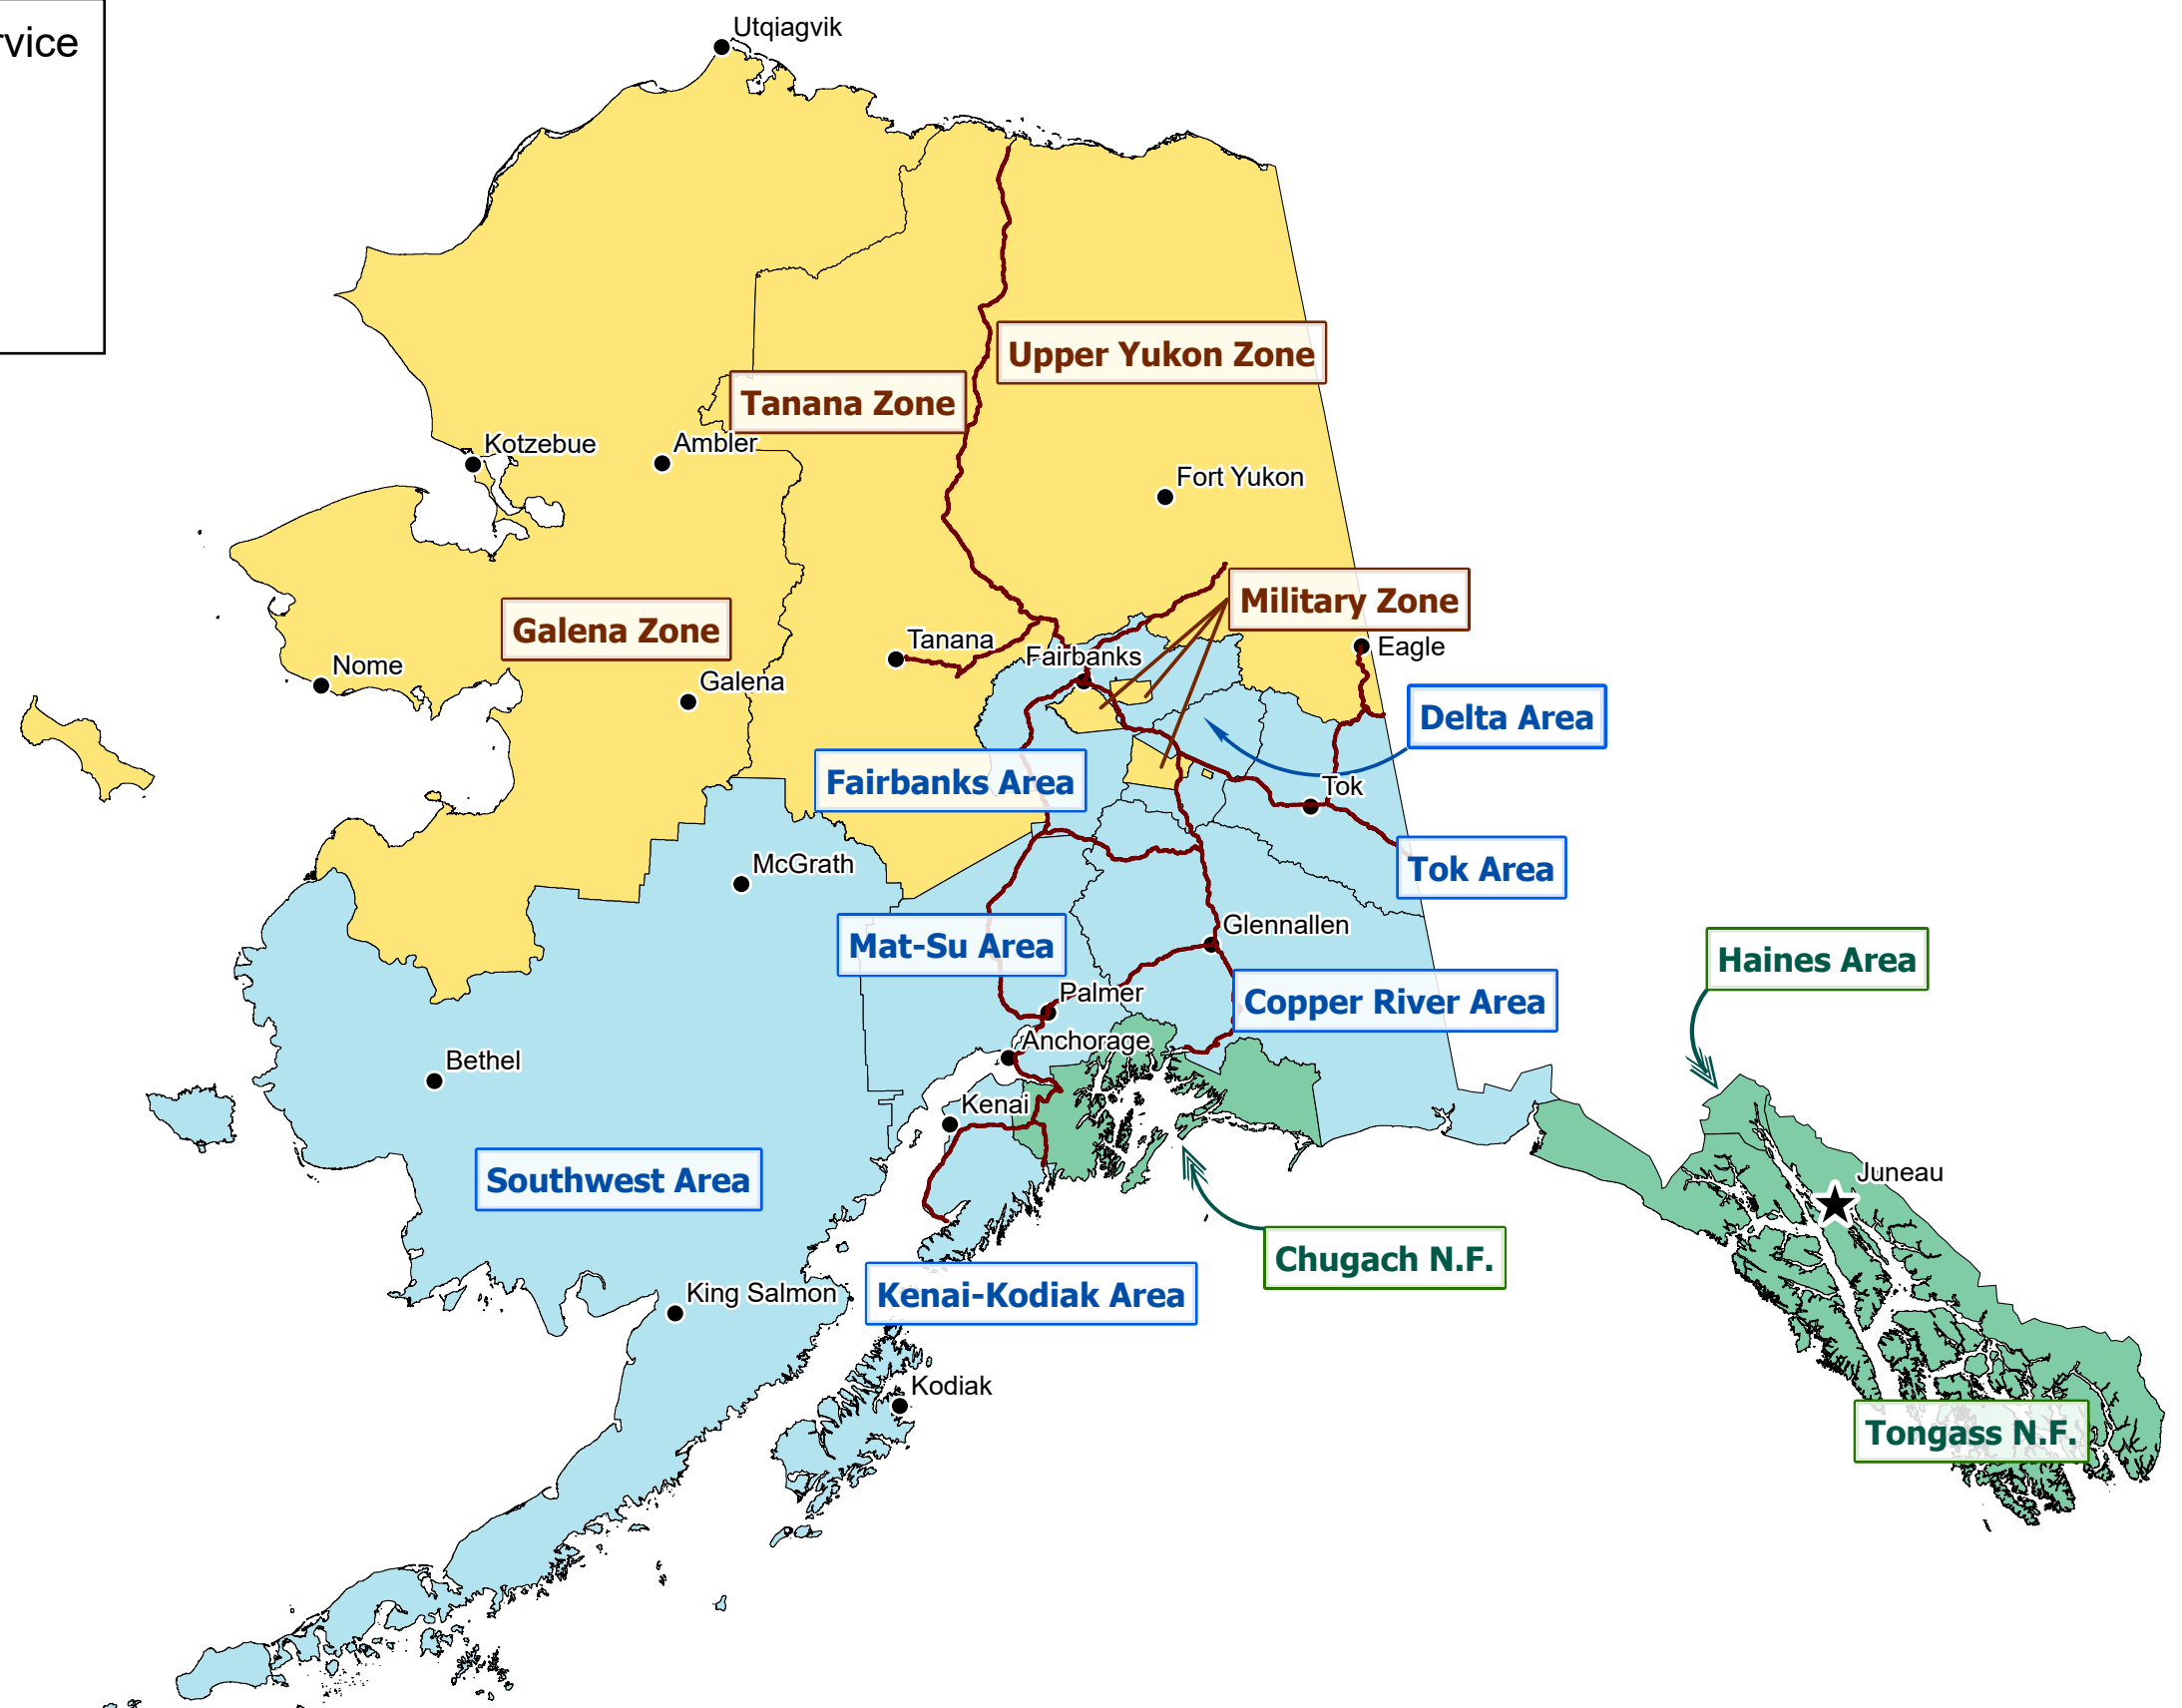 Utqiagvik
rvice
Upper Yukon Zone
Tanana Zone
Kotzebue
Ambler
Fort Yukon
Military Zone
Galena Zone
Tanana
Fairbanks
Eagle
Nome
Galena
Delta Area
Fairbanks Area
Tok
McGrath
Tok Area
Glennallen
Mat-Su Area
Haines Area
Palmer
Copper River Area
Anchorage
Bethel
Kenai
Juneau
Southwest Area
Chugach N.F.
King Salmon
Kenai-Kodiak Area
Kodiak
Tongass N.F.